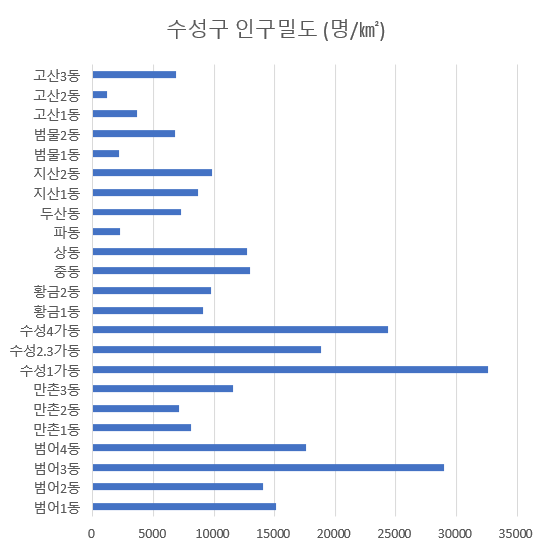 수성구 인구밀도 (명/㎢)
고산3동
고산2동
고산1동
범물2동
범물1동
지산2동
지산1동
두산동
파동
상동
중동
황금2동
황금1동
수성4가동
수성2.3가동
수성1가동
만촌3동
만촌2동
만촌1동
범어4동
범어3동
범어2동
범어1동
0 5000 10000 15000 20000 25000 30000 35000